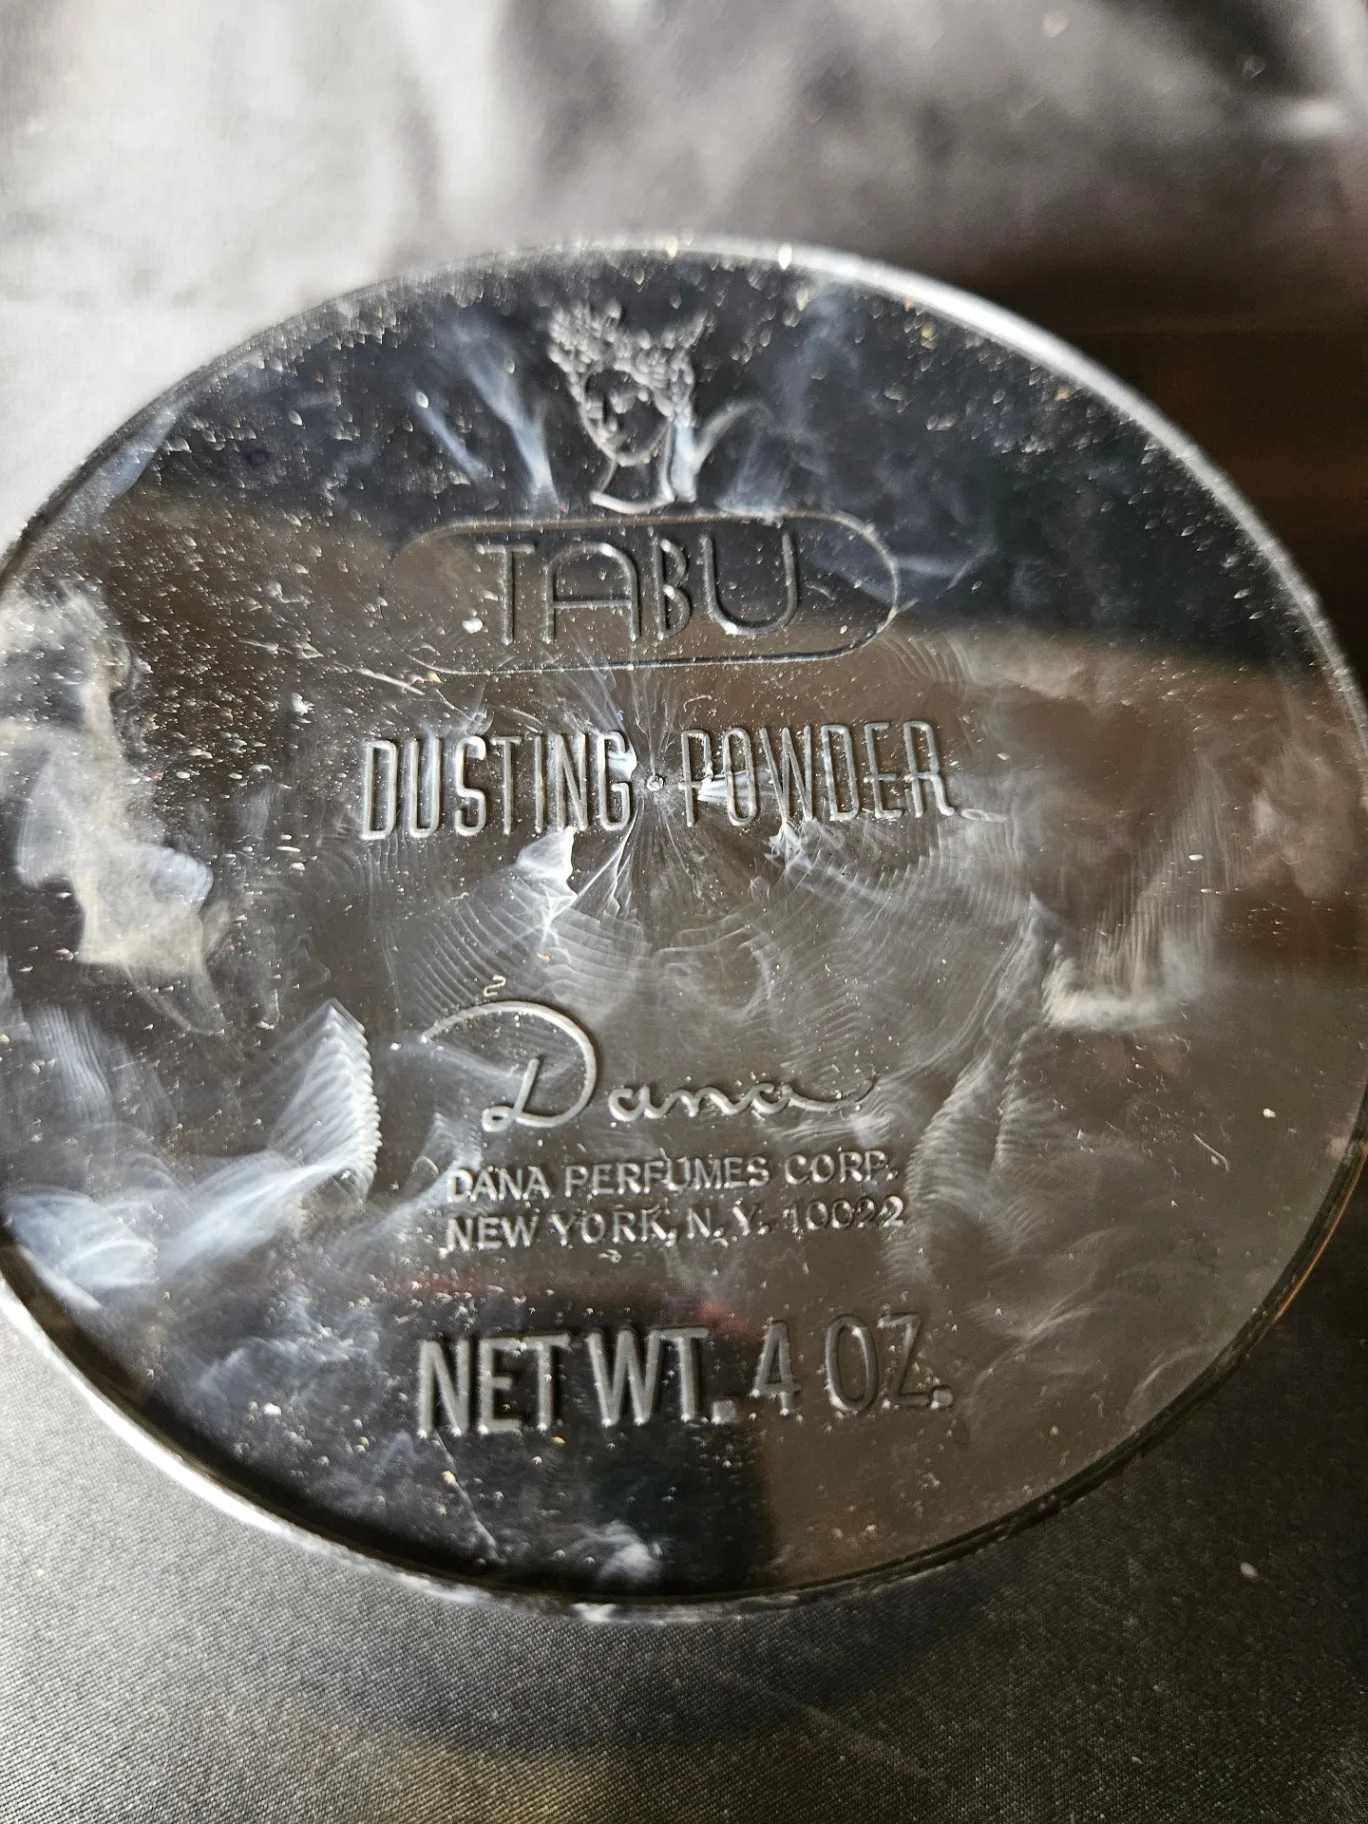 TABU
DUSTING · POWDER
Dana
DANA PERFUMES CORP.
NEW YORK, N.Y. 10022
NET WT. 4 OZ.